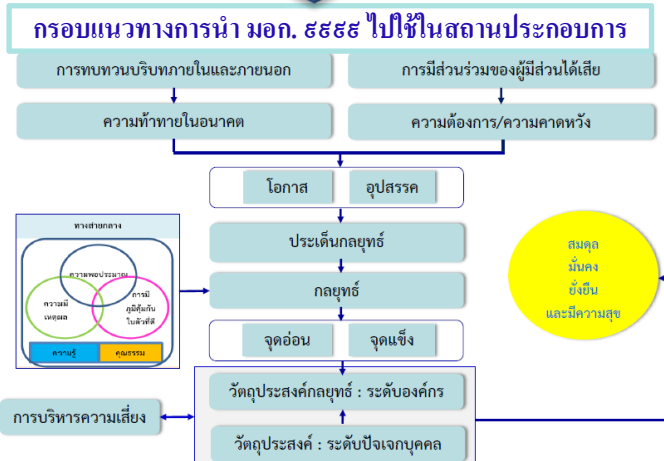 กรอบแนวทางการนำ มอก. ๙๙๙๙ ไปใช้ในสถานประกอบการ
การทบทวนบริบทภายในและภายนอก
การมีส่วนร่วมของผู้มีส่วนได้เสีย
ความท้าทายในอนาคต
ความต้องการ/ความคาดหวัง
โอกาส
อุปสรรค
ประเด็นกลยุทธ์
กลยุทธ์
จุดอ่อน
จุดแข็ง
ทางสายกลาง
ความพอประมาณ
ความมี
เหตุผล
การมี
ภูมิคุ้มกัน
ในตัวที่ดี
ความรู้
คุณธรรม
สมดุล
มั่นคง
ยั่งยืน
และมีความสุข
การบริหารความเสี่ยง
วัตถุประสงค์กลยุทธ์ : ระดับองค์กร
วัตถุประสงค์ : ระดับปัจเจกบุคคล